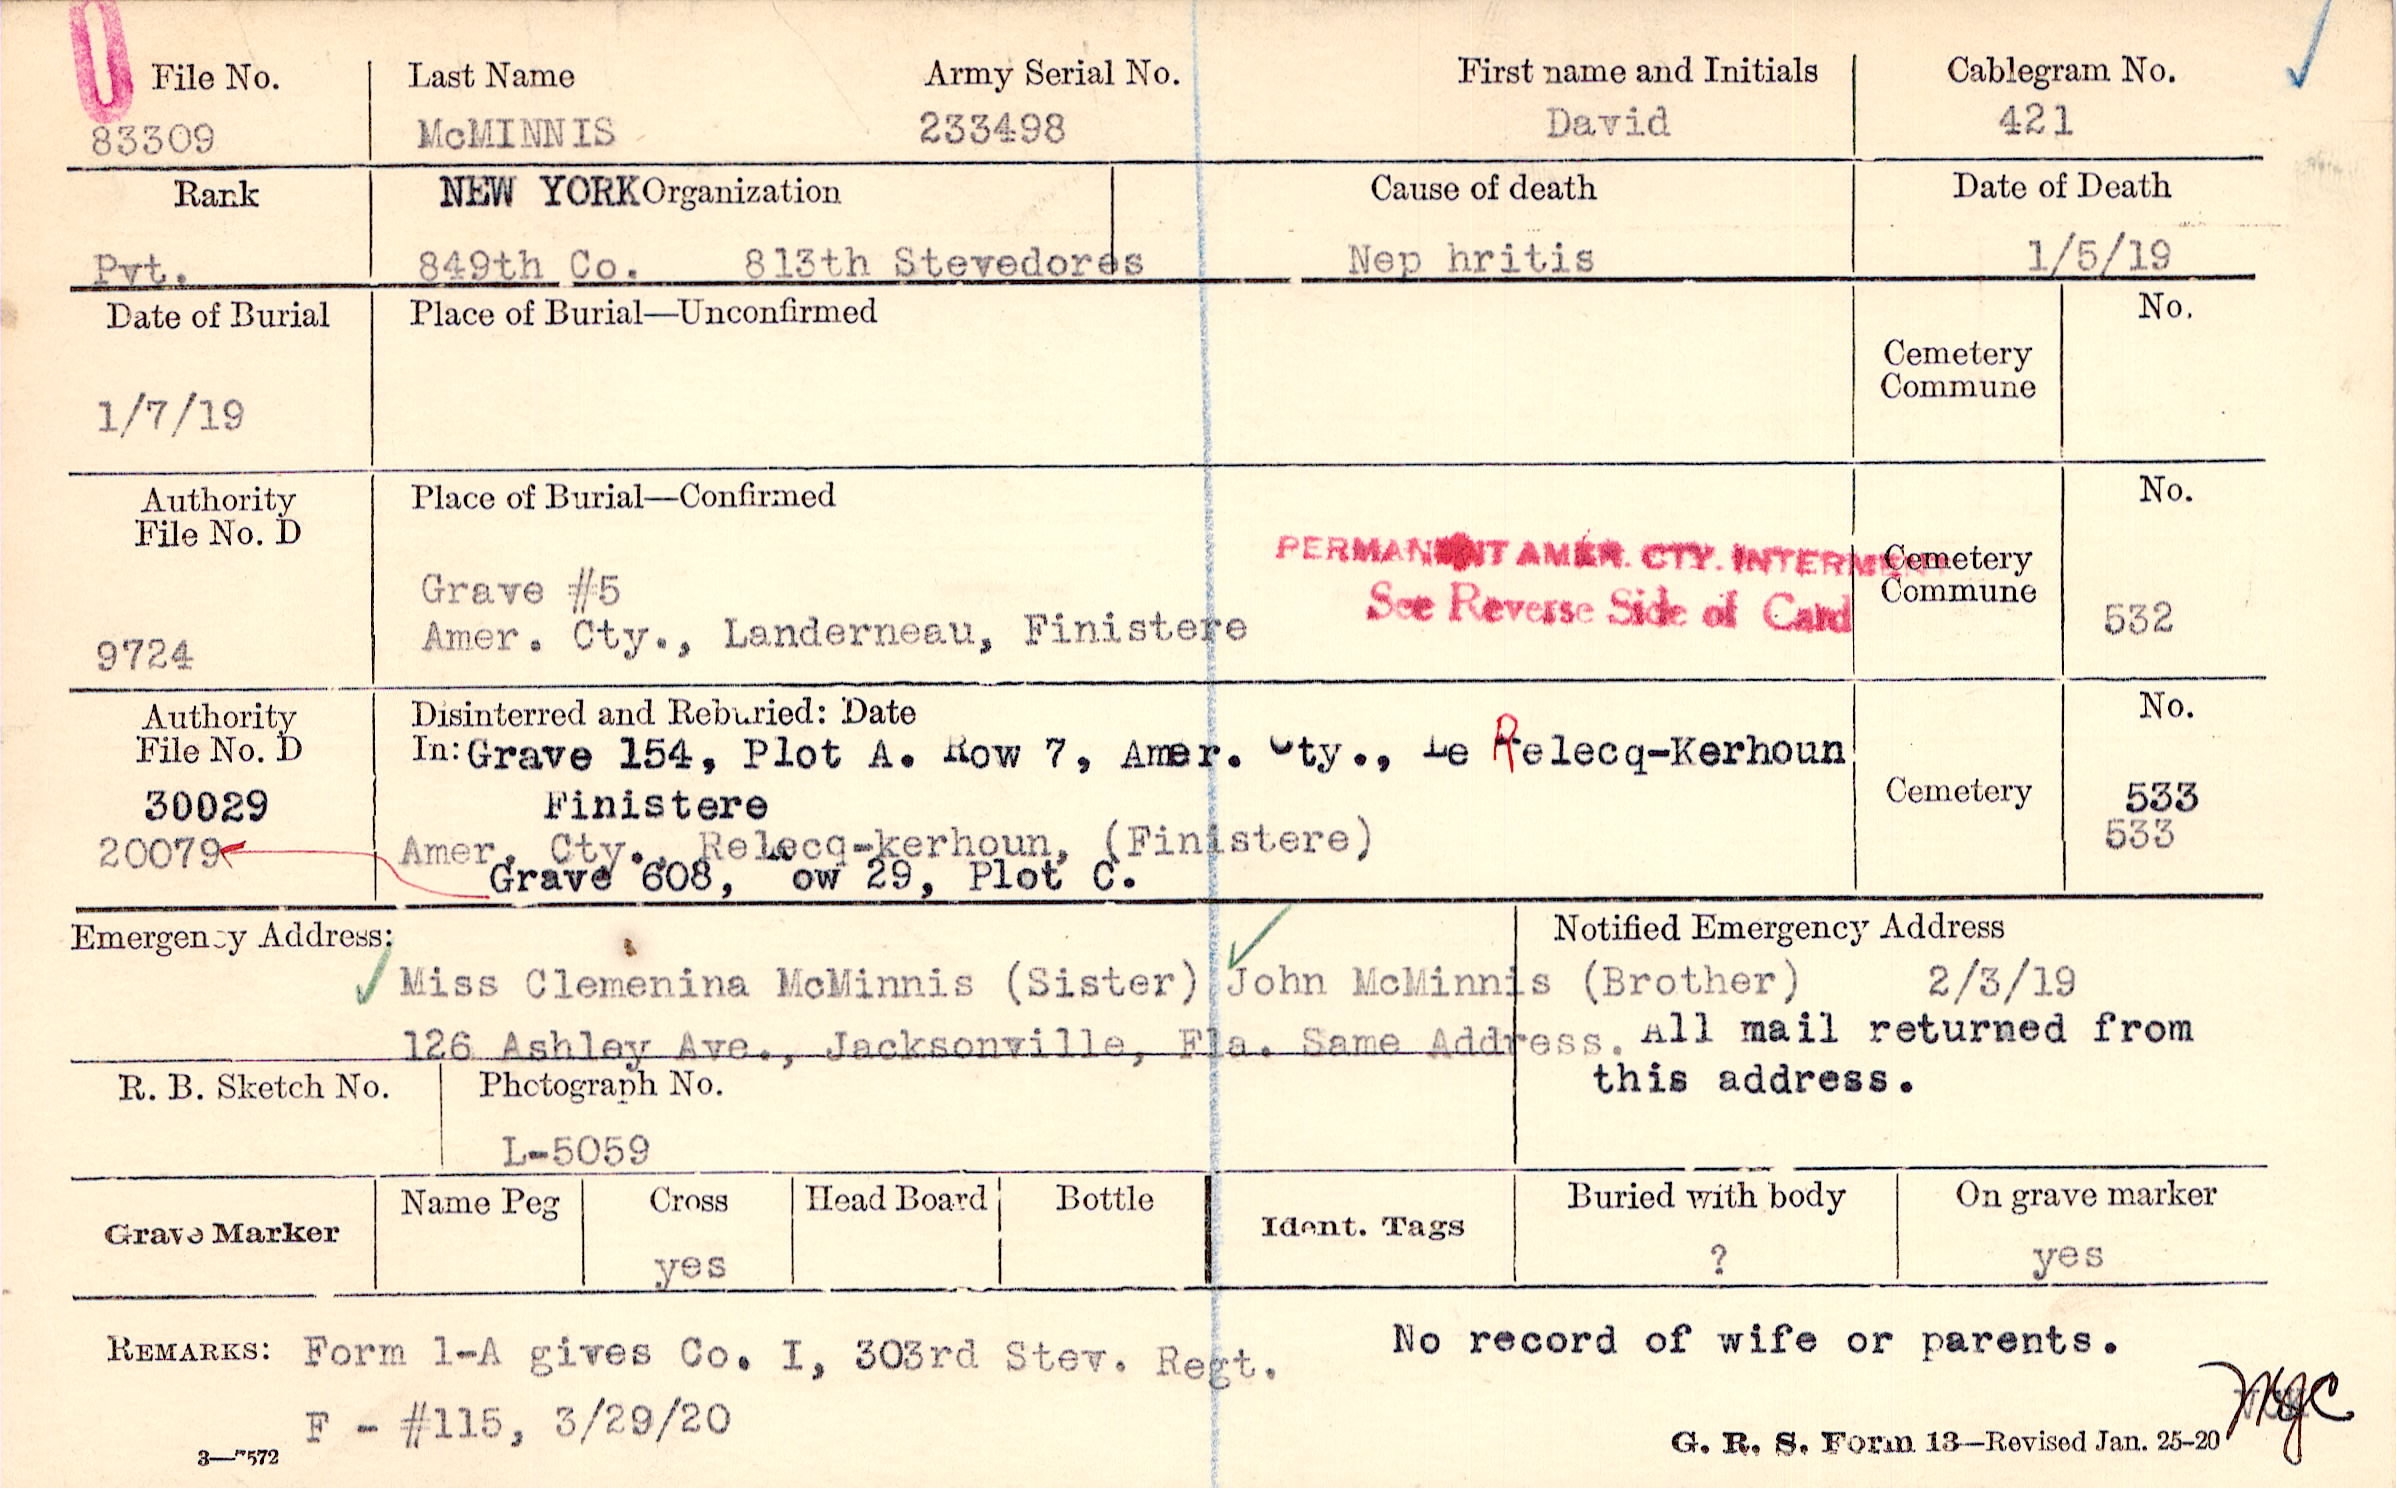 File No. Last Name Army Serial No. First name and Initials Cablegram No.
83309 McMINNIS 233498 David 421
Rank NEW YORK Organization Cause of death Date of Death
Pvt. 849th Co. 813th Stevedores Nep hritis 1/5/19
Date of Burial Place of Burial—Unconfirmed No.
Cemetery
Commune
1/7/19
Authority Place of Burial—Confirmed No.
File No. D
PERMANENT AMER. CTY. INTERMENT Cemetery
Grave #5 See Reverse Side of Card Commune
9724 Amer. Cty., Landerneau, Finistere 532
Authority Disinterred and Reburied: Date No.
File No. D In: Grave 154, Plot A. Row 7, Amer. Cty., Le Relecq-Kerhoun
30029 Finistere Cemetery 533
20079 Amer. Cty., Relecq-kerhoun, (Finistere) 533
Grave 608, ow 29, Plot C.
Emergency Address: Notified Emergency Address
Miss Clemenina McMinnis (Sister) John McMinnis (Brother) 2/3/19
126 Ashley Ave., Jacksonville, Fla. Same Address. All mail returned from
this address.
R. B. Sketch No. Photograph No.
L-5059
Grave Marker Name Peg Cross Head Board Bottle Ident. Tags Buried with body On grave marker
yes ? yes
REMARKS: Form 1-A gives Co. I, 303rd Stev. Regt. No record of wife or parents.
F - #115, 3/29/20
3—7572 G. R. S. Form 13—Revised Jan. 25-20